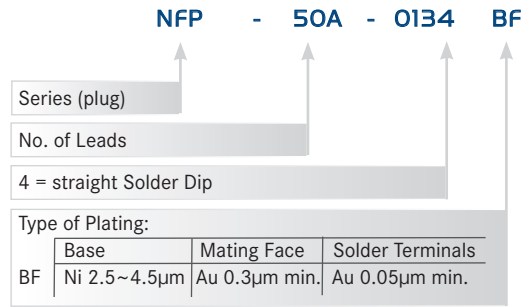 NFP - 50A - 0134 BF
Series (plug)
No. of Leads
4 = straight Solder Dip
Type of Plating:
Base Mating Face Solder Terminals
BF Ni 2.5~4.5µm Au 0.3µm min. Au 0.05µm min.